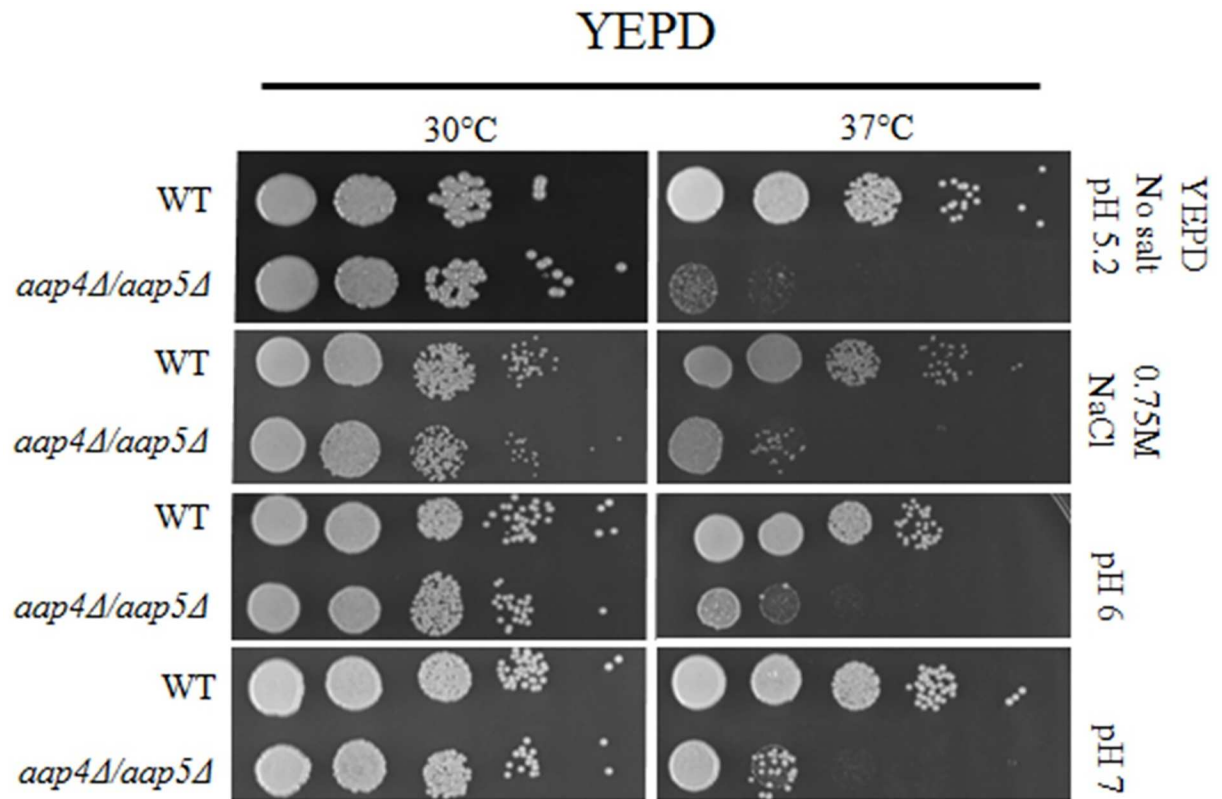 YEPD
30°C
37°C
WT
aap4Δ/aap5Δ
YEPD
No salt
pH 5.2
WT
aap4Δ/aap5Δ
0.75M
NaCl
WT
aap4Δ/aap5Δ
pH 6
WT
aap4Δ/aap5Δ
pH 7